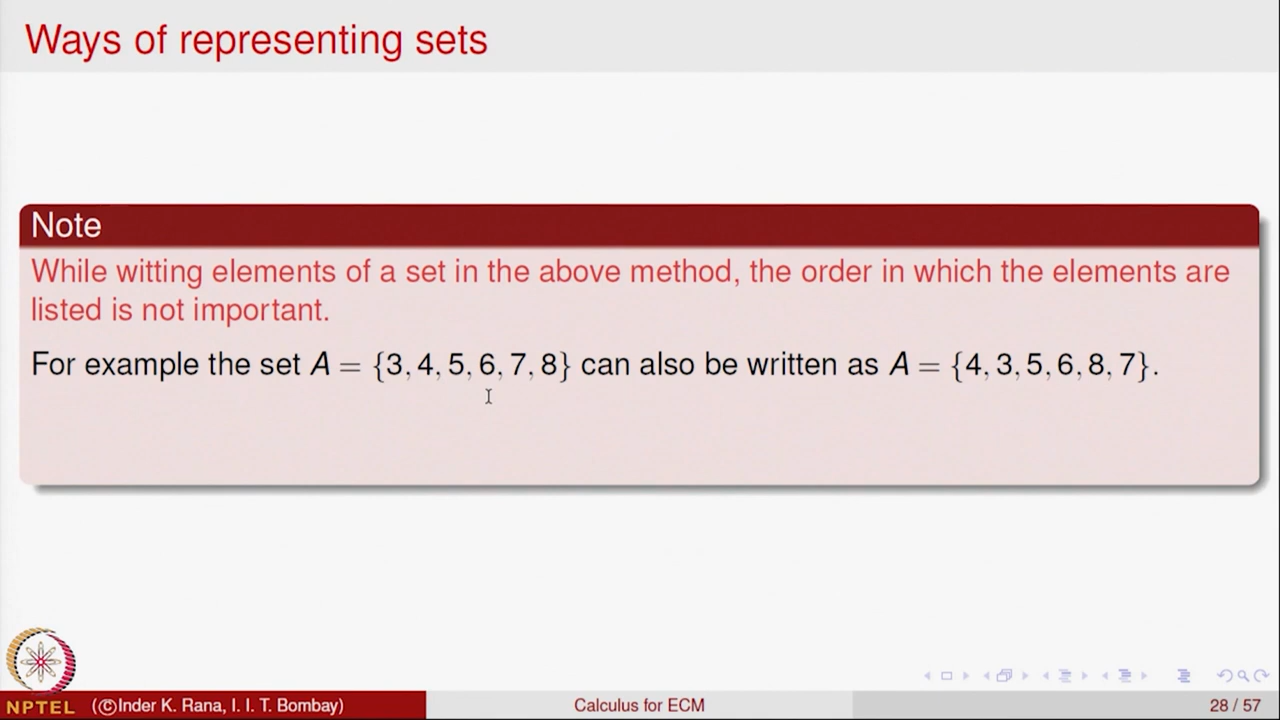 Ways of representing sets
Note
While witting elements of a set in the above method, the order in which the elements are
listed is not important.
For example the set A = {3, 4, 5, 6, 7, 8} can also be written as A = {4, 3, 5, 6, 8, 7}.
NPTEL
(©Inder K. Rana, I. I. T. Bombay)
Calculus for ECM
28 / 57